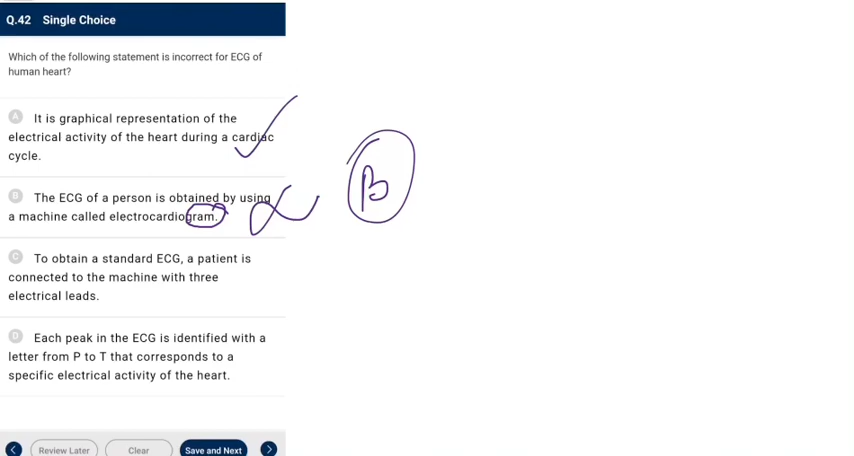 Q.42 Single Choice
Which of the following statement is incorrect for ECG of
human heart?
A It is graphical representation of the
electrical activity of the heart during a cardiac
cycle.
B The ECG of a person is obtained by using
a machine called electrocardiogram.
B
C To obtain a standard ECG, a patient is
connected to the machine with three
electrical leads.
D Each peak in the ECG is identified with a
letter from P to T that corresponds to a
specific electrical activity of the heart.
Review Later Clear Save and Next